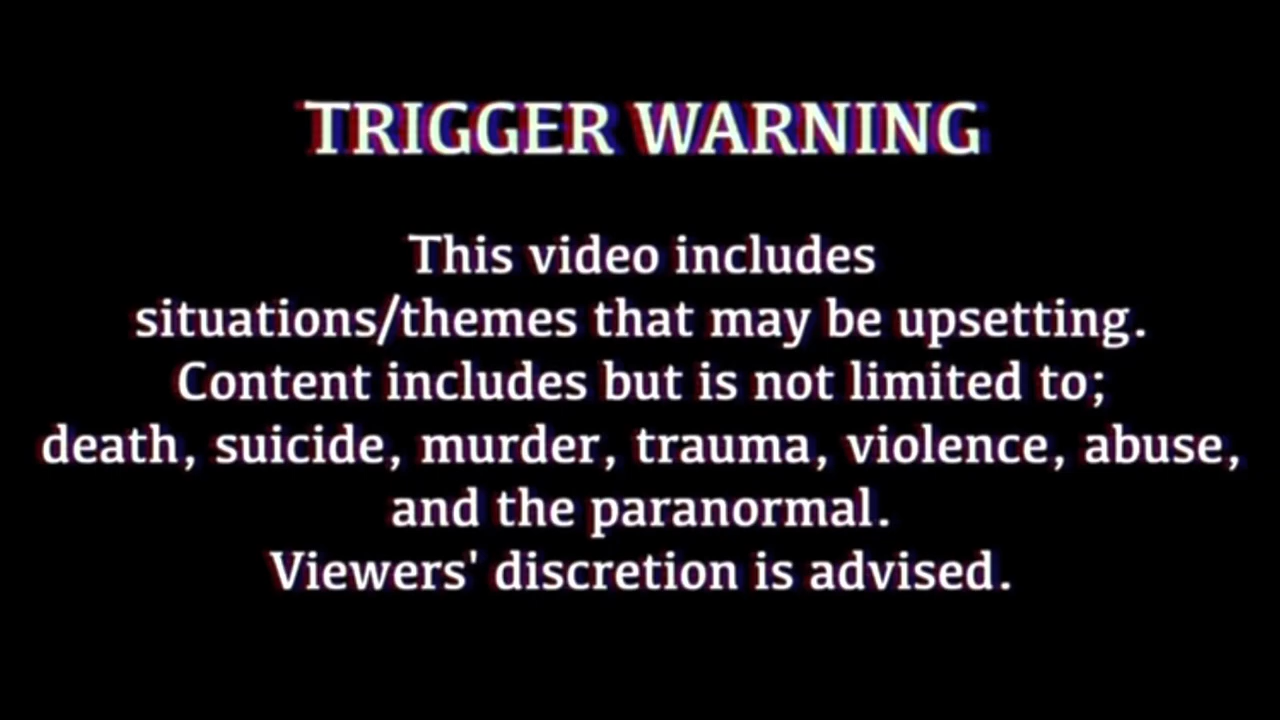 TRIGGER WARNING
This video includes
situations/themes that may be upsetting.
Content includes but is not limited to;
death, suicide, murder, trauma, violence, abuse,
and the paranormal.
Viewers' discretion is advised.